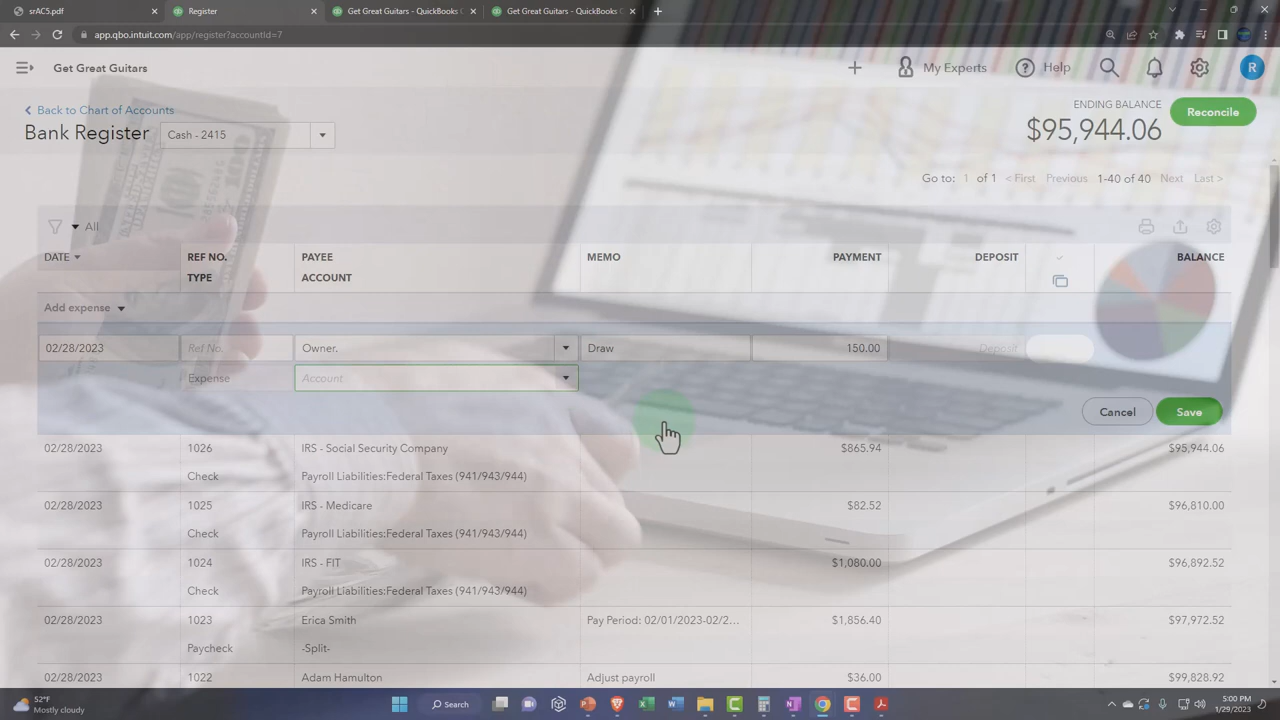 srAC5.pdf
Register
Get Great Guitars - QuickBooks
Get Great Guitars - QuickBooks
app.qbo.intuit.com/app/register?accountId=7
Get Great Guitars
My Experts
Help
R
Back to Chart of Accounts
Bank Register
Cash - 2415
ENDING BALANCE
$95,944.06
Reconcile
Go to: 1 of 1 < First Previous 1-40 of 40 Next Last >
All
DATE REF NO. PAYEE MEMO PAYMENT DEPOSIT BALANCE
TYPE ACCOUNT
Add expense
02/28/2023 Ref No. Owner. Draw 150.00 Deposit
Expense Account
Cancel Save
02/28/2023 1026 IRS - Social Security Company $865.94 $95,944.06
Check Payroll Liabilities:Federal Taxes (941/943/944)
02/28/2023 1025 IRS - Medicare $82.52 $96,810.00
Check Payroll Liabilities:Federal Taxes (941/943/944)
02/28/2023 1024 IRS - FIT $1,080.00 $96,892.52
Check Payroll Liabilities:Federal Taxes (941/943/944)
02/28/2023 1023 Erica Smith Pay Period: 02/01/2023-02/2... $1,856.40 $97,972.52
Paycheck -Split-
02/28/2023 1022 Adam Hamilton Adjust payroll $36.00 $99,828.92
52°F
Mostly cloudy
Search
5:00 PM
1/29/2023